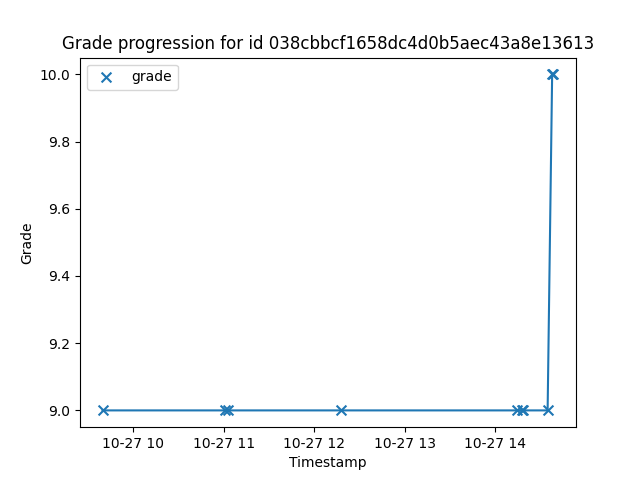 Grade progression for id 038cbbcf1658dc4d0b5aec43a8e13613
grade
10.0
9.8
9.6
9.4
9.2
9.0
Grade
10-27 10
10-27 11
10-27 12
10-27 13
10-27 14
Timestamp